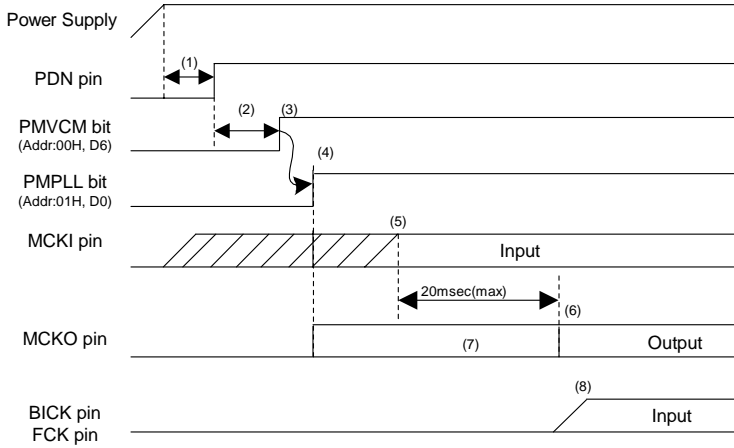 Power Supply
(1)
PDN pin
(2)
(3)
PMVCM bit
(Addr:00H, D6)
(4)
PMPLL bit
(Addr:01H, D0)
(5)
MCKI pin
Input
20msec(max)
(6)
MCKO pin
(7)
Output
(8)
BICK pin
FCK pin
Input